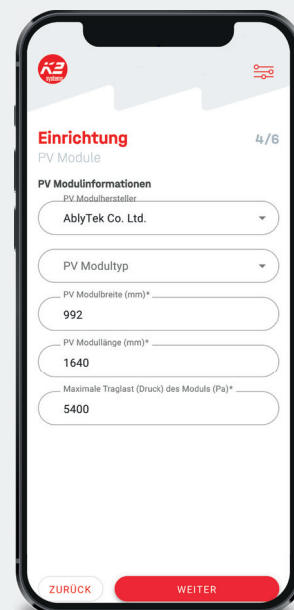 K2
systems
Einrichtung 4/6
PV Module
PV Modulinformationen
PV Modulhersteller
AblyTek Co. Ltd.
PV Modultyp
PV Modulbreite (mm)*
992
PV Modullänge (mm)*
1640
Maximale Traglast (Druck) des Moduls (Pa)*
5400
ZURÜCK WEITER